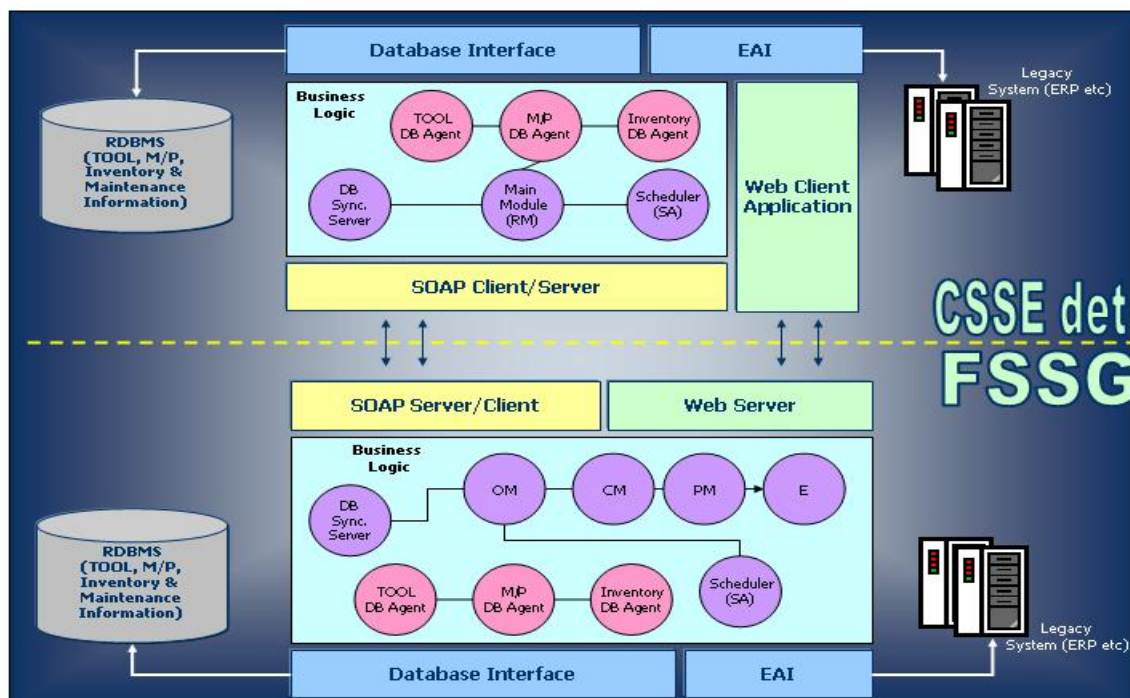 Database Interface
EAI
Legacy
System (ERP etc)
Business
Logic
TOOL
DB Agent
M/P
DB Agent
Inventory
DB Agent
RDBMS
(TOOL, M/P,
Inventory &
Maintenance
Information)
DB
Sync.
Server
Main
Module
(RM)
Scheduler
(SA)
Web Client
Application
SOAP Client/Server
CSSE det
FSSG
SOAP Server/Client
Web Server
Business
Logic
OM
CM
PM
E
DB
Sync.
Server
RDBMS
(TOOL, M/P,
Inventory &
Maintenance
Information)
TOOL
DB Agent
M/P
DB Agent
Inventory
DB Agent
Scheduler
(SA)
Legacy
System (ERP etc)
Database Interface
EAI